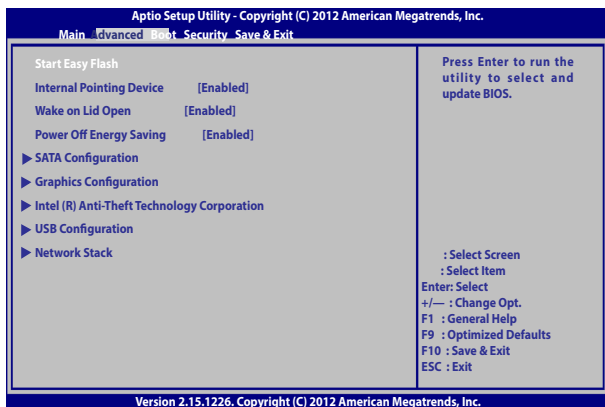 Aptio Setup Utility - Copyright (C) 2012 American Megatrends, Inc.
Main Advanced Boot Security Save & Exit
Start Easy Flash
Internal Pointing Device [Enabled]
Wake on Lid Open [Enabled]
Power Off Energy Saving [Enabled]
SATA Configuration
Graphics Configuration
Intel (R) Anti-Theft Technology Corporation
USB Configuration
Network Stack
Press Enter to run the
utility to select and
update BIOS.
: Select Screen
: Select Item
Enter: Select
+/— : Change Opt.
F1 : General Help
F9 : Optimized Defaults
F10 : Save & Exit
ESC : Exit
Version 2.15.1226. Copyright (C) 2012 American Megatrends, Inc.